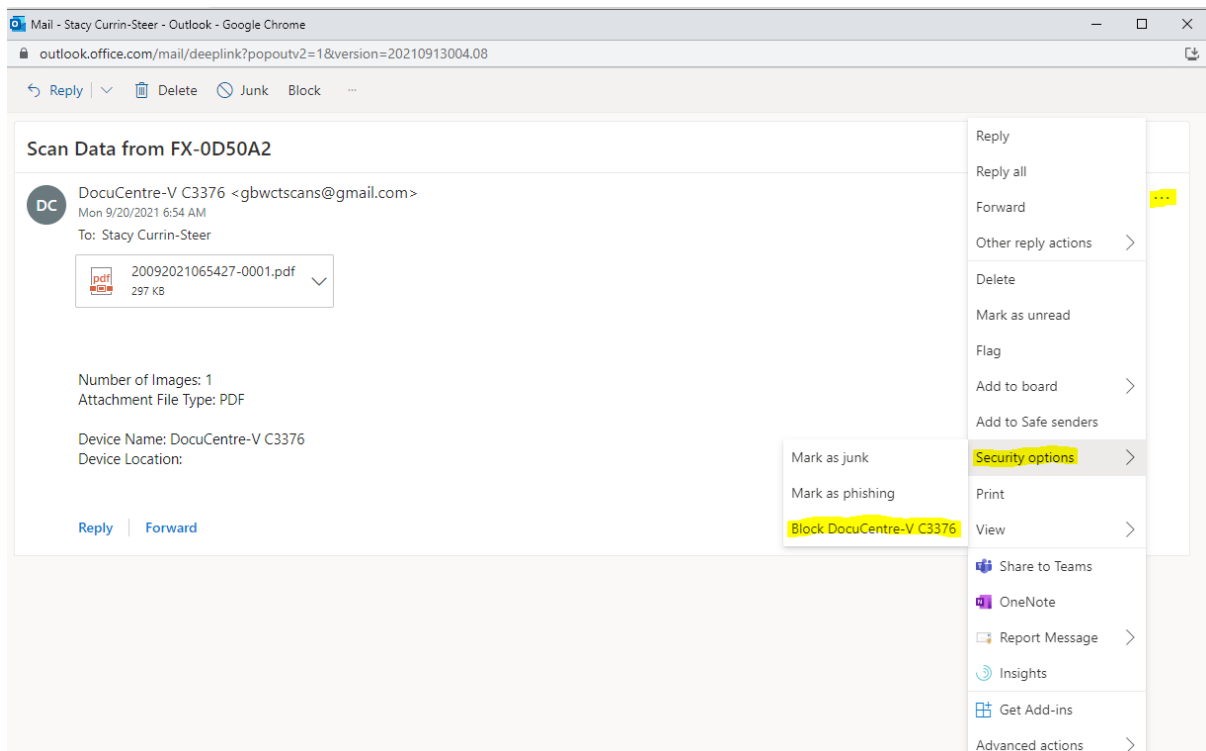 Mail - Stacy Currin-Steer - Outlook - Google Chrome
outlook.office.com/mail/deeplink?popoutv2=1&version=20210913004.08
Reply Delete Junk Block ...
Scan Data from FX-0D50A2
DC
DocuCentre-V C3376 <gbwctscans@gmail.com>
Mon 9/20/2021 6:54 AM
To: Stacy Currin-Steer
pdf
20092021065427-0001.pdf
297 KB
Number of Images: 1
Attachment File Type: PDF
Device Name: DocuCentre-V C3376
Device Location:
Reply Forward
...
Reply
Reply all
Forward
Other reply actions
Delete
Mark as unread
Flag
Add to board
Add to Safe senders
Security options
Mark as junk
Mark as phishing
Block DocuCentre-V C3376
Print
View
Share to Teams
OneNote
Report Message
Insights
Get Add-ins
Advanced actions